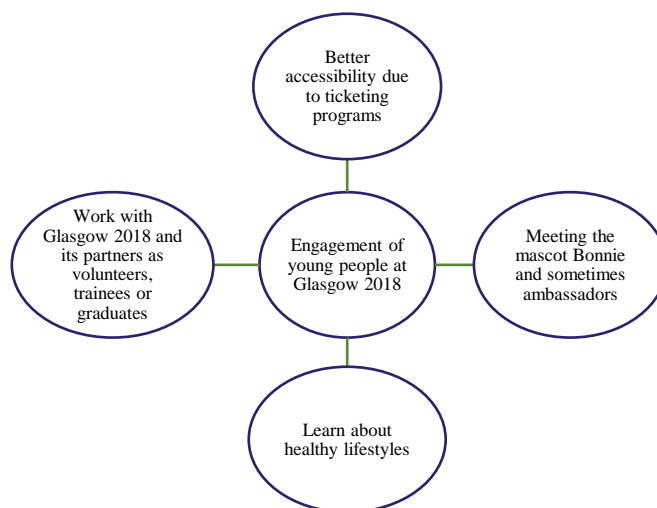 Better
accessibility due
to ticketing
programs
Work with
Glasgow 2018 and
its partners as
volunteers,
trainees or
graduates
Engagement of
young people at
Glasgow 2018
Meeting the
mascot Bonnie
and sometimes
ambassadors
Learn about
healthy lifestyles